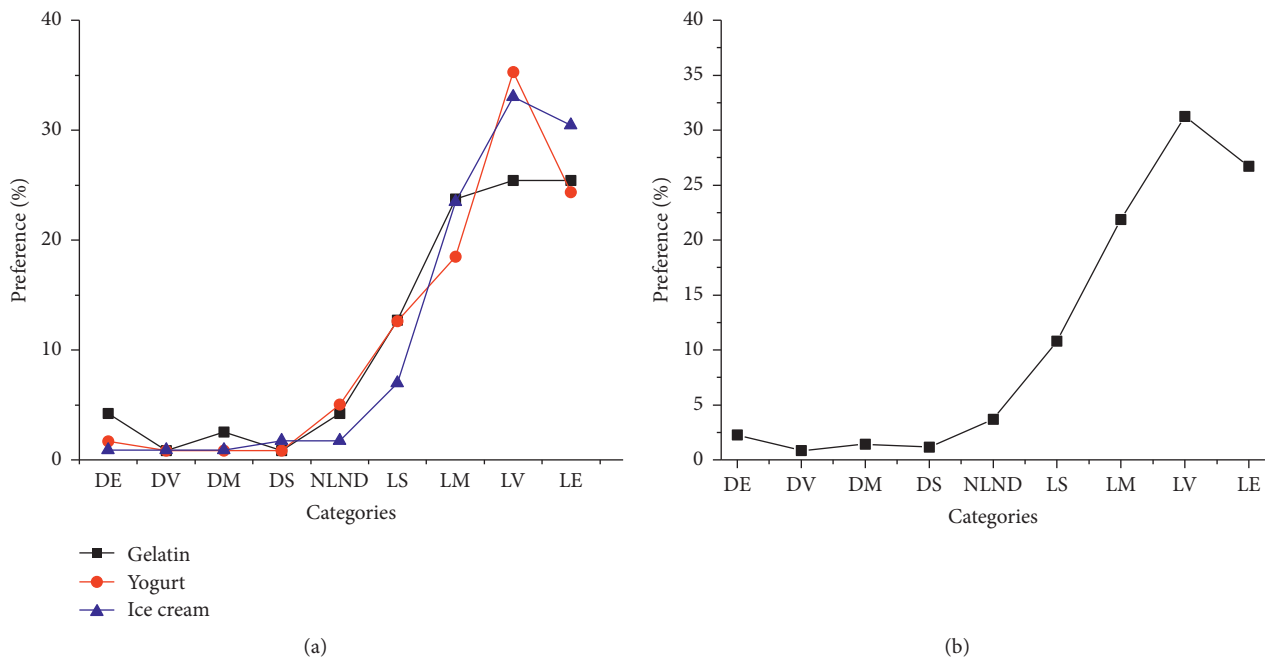 40
30
20
10
0
Preference (%)
DE DV DM DS NLND LS LM LV LE
Categories
Gelatin
Yogurt
Ice cream
(a)
40
35
30
25
20
15
10
5
0
Preference (%)
DE DV DM DS NLND LS LM LV LE
Categories
(b)